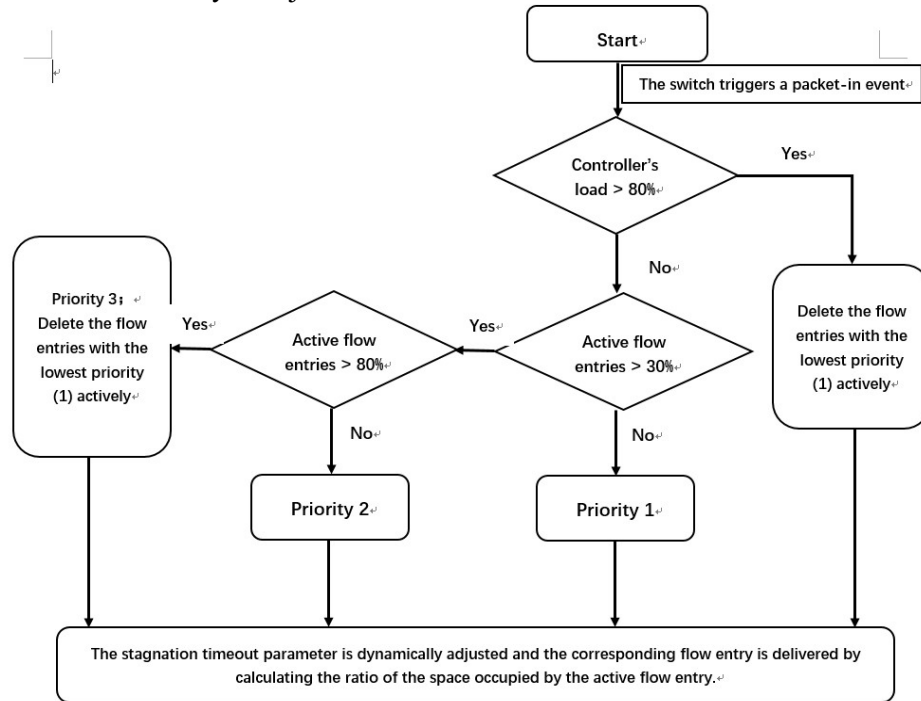 Start
The switch triggers a packet-in event
Controller's
load > 80%
Yes
No
Priority 3;
Delete the flow
entries with the
lowest priority
(1) actively
Yes
Active flow
entries > 80%
Yes
Active flow
entries > 30%
Delete the flow
entries with the
lowest priority
(1) actively
No
No
Priority 2
Priority 1
The stagnation timeout parameter is dynamically adjusted and the corresponding flow entry is delivered by
calculating the ratio of the space occupied by the active flow entry.